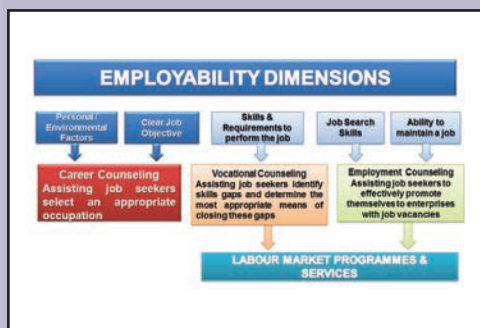 EMPLOYABILITY DIMENSIONS
Personal /
Environmental
Factors
Clear Job
Objective
Skills &
Requirements to
perform the job
Job Search
Skills
Ability to
maintain a job
Career Counseling
Assisting job seekers
select an appropriate
occupation
Vocational Counseling
Assisting job seekers identify
skills gaps and determine the
most appropriate means of
closing these gaps
Employment Counseling
Assisting job seekers to
effectively promote
themselves to enterprises
with job vacancies
LABOUR MARKET PROGRAMMES &
SERVICES